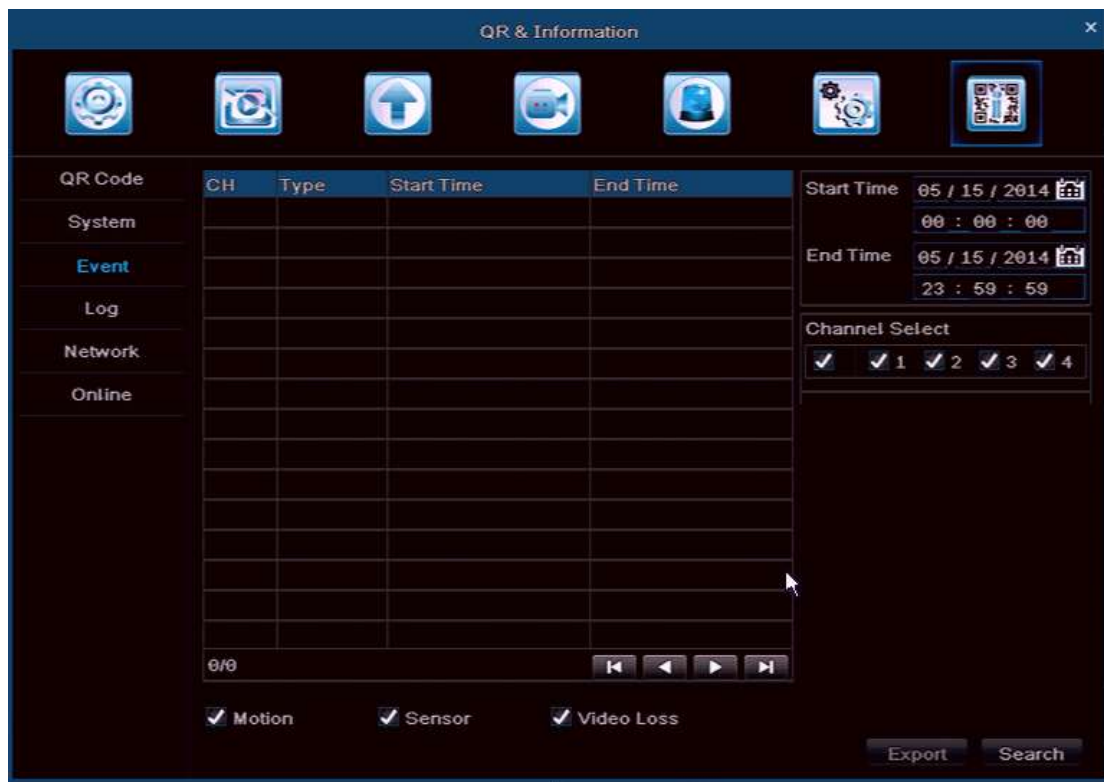 QR & Information
QR Code
System
Event
Log
Network
Online
CH Type Start Time End Time
0/0
Motion Sensor Video Loss
Start Time 05 / 15 / 2014
00 : 00 : 00
End Time 05 / 15 / 2014
23 : 59 : 59
Channel Select
1 2 3 4
Export Search